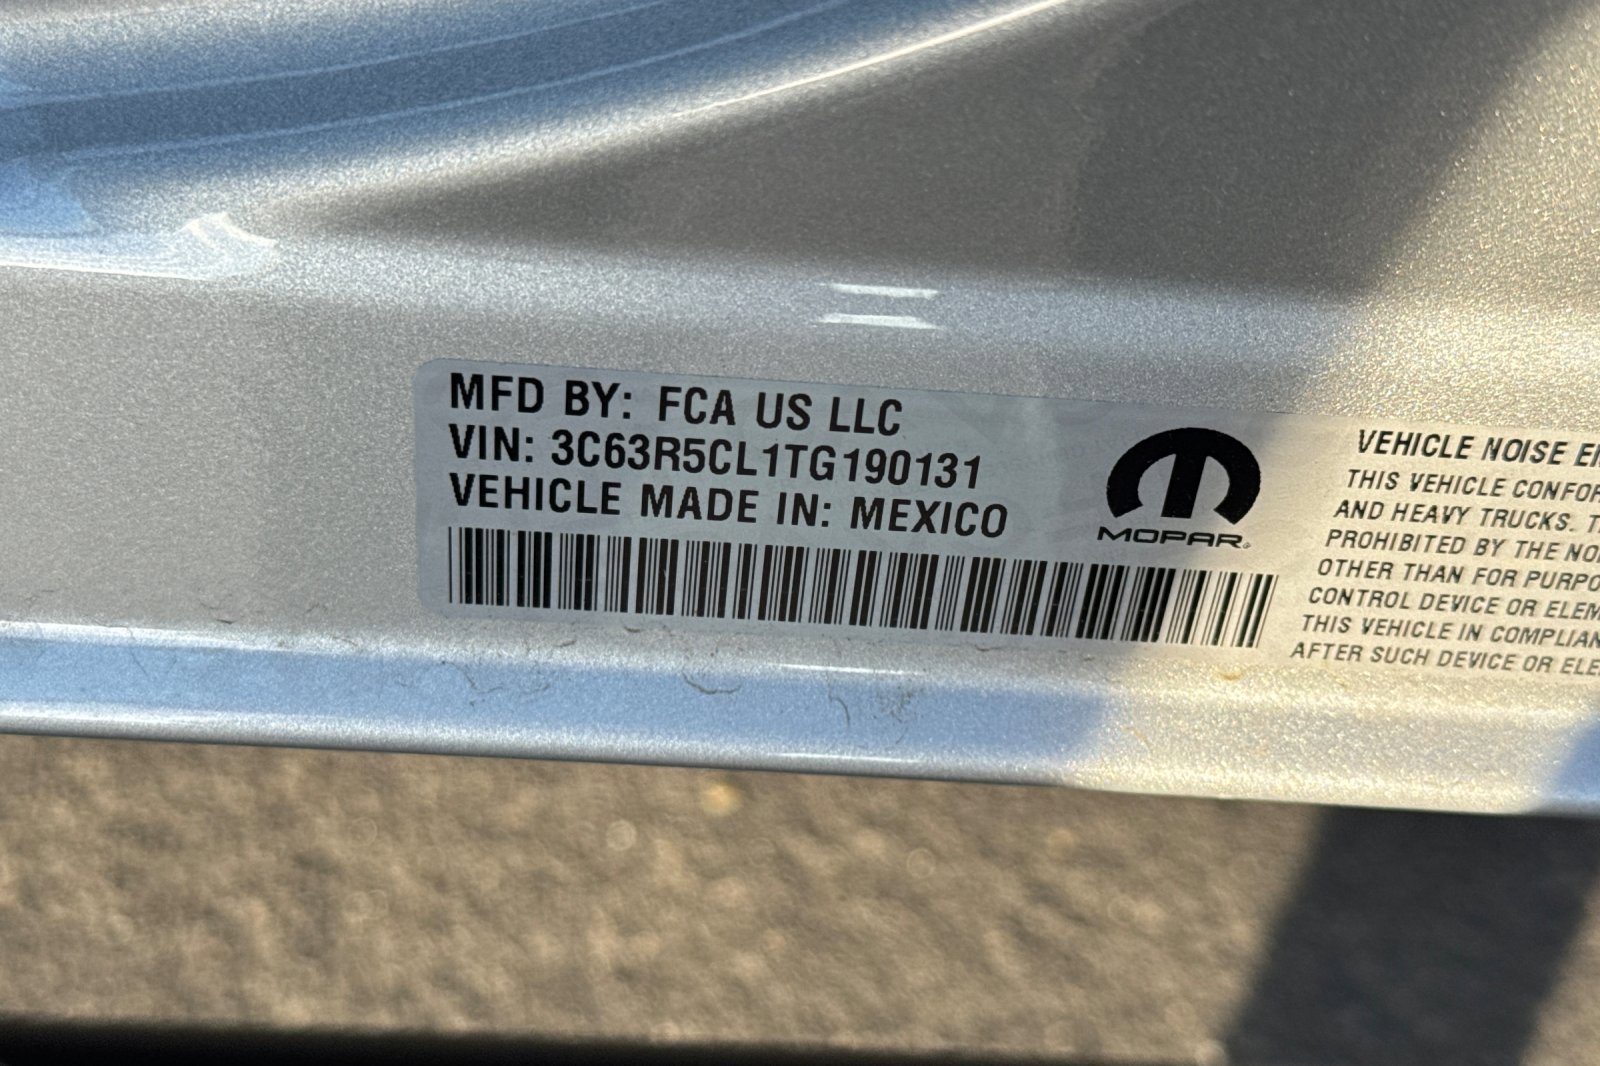 MFD BY: FCA US LLC
VIN: 3C63R5CL1TG190131
VEHICLE MADE IN: MEXICO
MOPAR
VEHICLE NOISE
THIS VEHICLE
AND HEAVY TRUCKS.
PROHIBITED BY THE
OTHER THAN FOR
CONTROL DEVICE OR
THIS VEHICLE IN
AFTER SUCH DEVICE OR